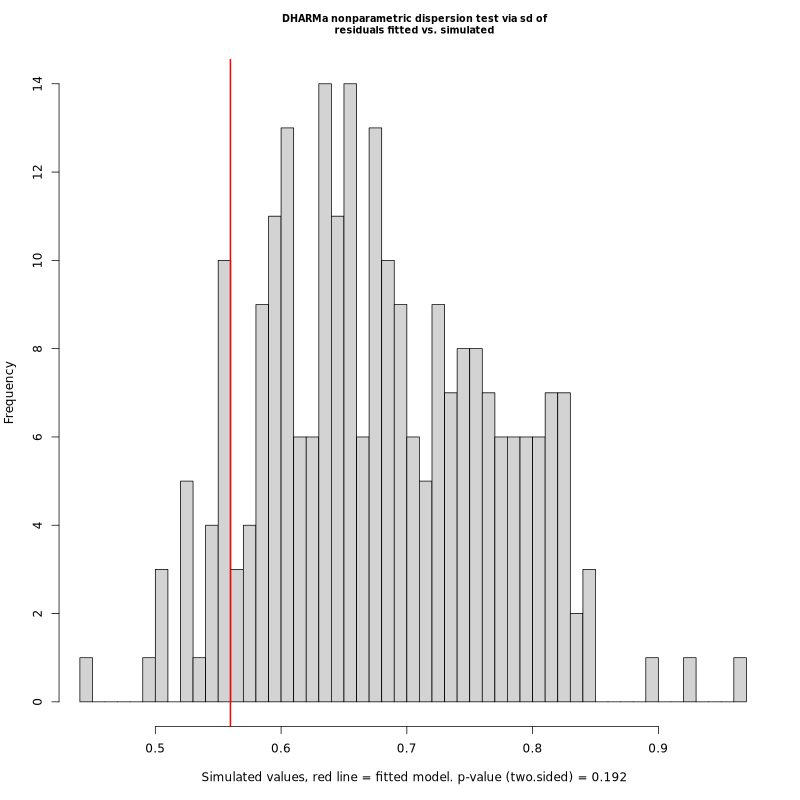 DHARMa nonparametric dispersion test via sd of
residuals fitted vs. simulated
Frequency
14
12
10
8
6
4
2
0
0.5 0.6 0.7 0.8 0.9
Simulated values, red line = fitted model. p-value (two.sided) = 0.192